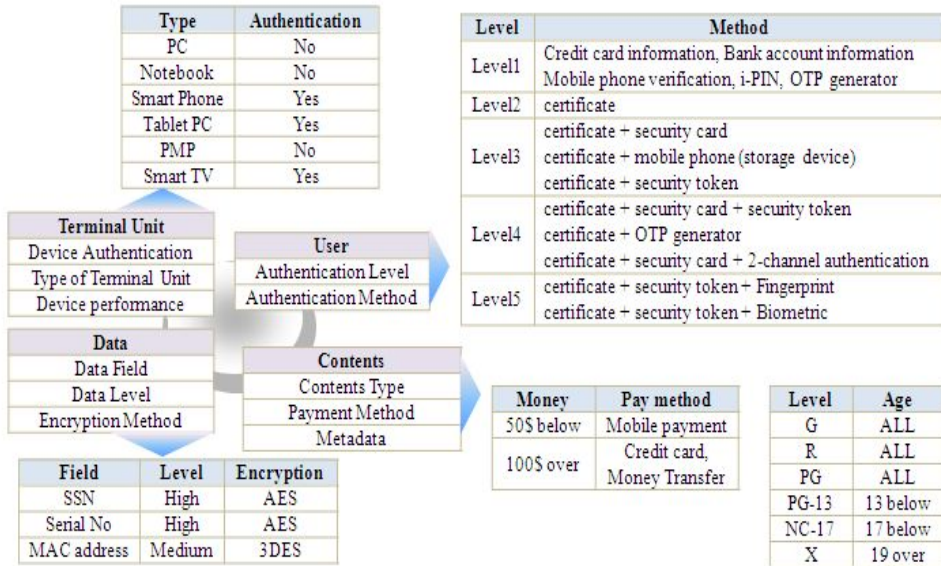 Type Authentication
PC No
Notebook No
Smart Phone Yes
Tablet PC Yes
PMP No
Smart TV Yes
Level Method
Level1 Credit card information, Bank account information
Mobile phone verification, i-PIN, OTP generator
Level2 certificate
Level3 certificate + security card
certificate + mobile phone (storage device)
certificate + security token
Level4 certificate + security card + security token
certificate + OTP generator
certificate + security card + 2-channel authentication
Level5 certificate + security token + Fingerprint
certificate + security token + Biometric
Terminal Unit
Device Authentication
Type of Terminal Unit
Device performance
User
Authentication Level
Authentication Method
Data
Data Field
Data Level
Encryption Method
Contents
Contents Type
Payment Method
Metadata
Field Level Encryption
SSN High AES
Serial No High AES
MAC address Medium 3DES
Money Pay method
50$ below Mobile payment
100$ over Credit card,
Money Transfer
Level Age
G ALL
R ALL
PG ALL
PG-13 13 below
NC-17 17 below
X 19 over